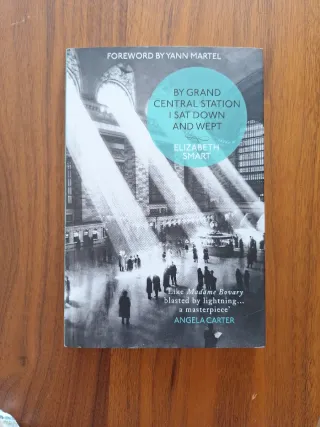 FOREWORD BY YANN MARTEL
BY GRAND
CENTRAL STATION
I SAT DOWN
AND WEPT
ELIZABETH
SMART
'Like Madame Bovary
blasted by lightning...
a masterpiece'
ANGELA CARTER